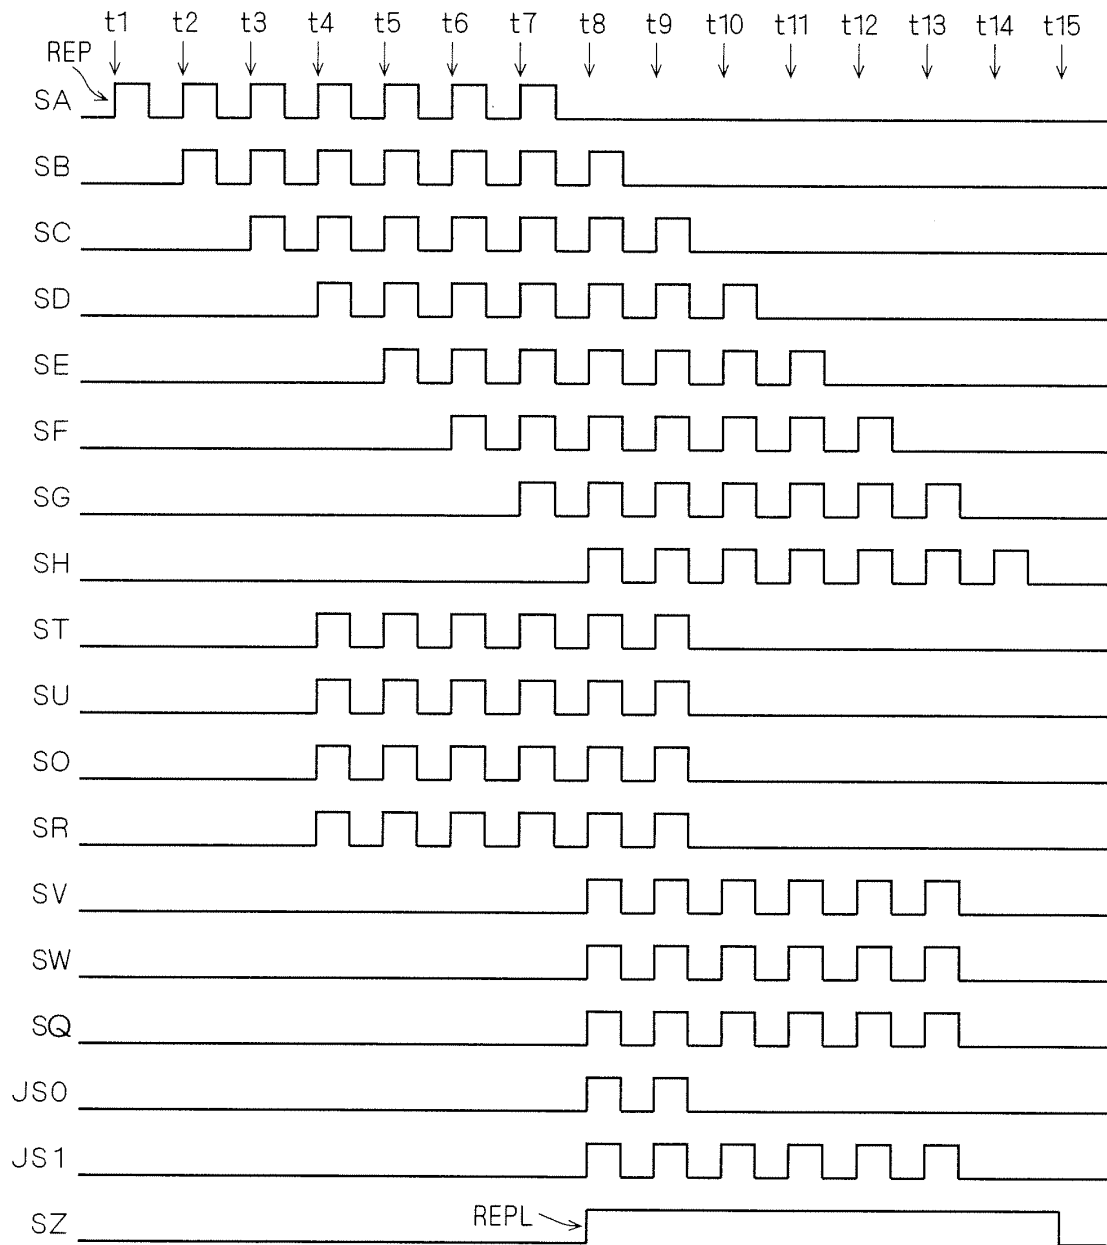 t1 t2 t3 t4 t5 t6 t7 t8 t9 t10 t11 t12 t13 t14 t15
REP
SA
SB
SC
SD
SE
SF
SG
SH
ST
SU
SO
SR
SV
SW
SQ
JS0
JS1
REPL
SZ